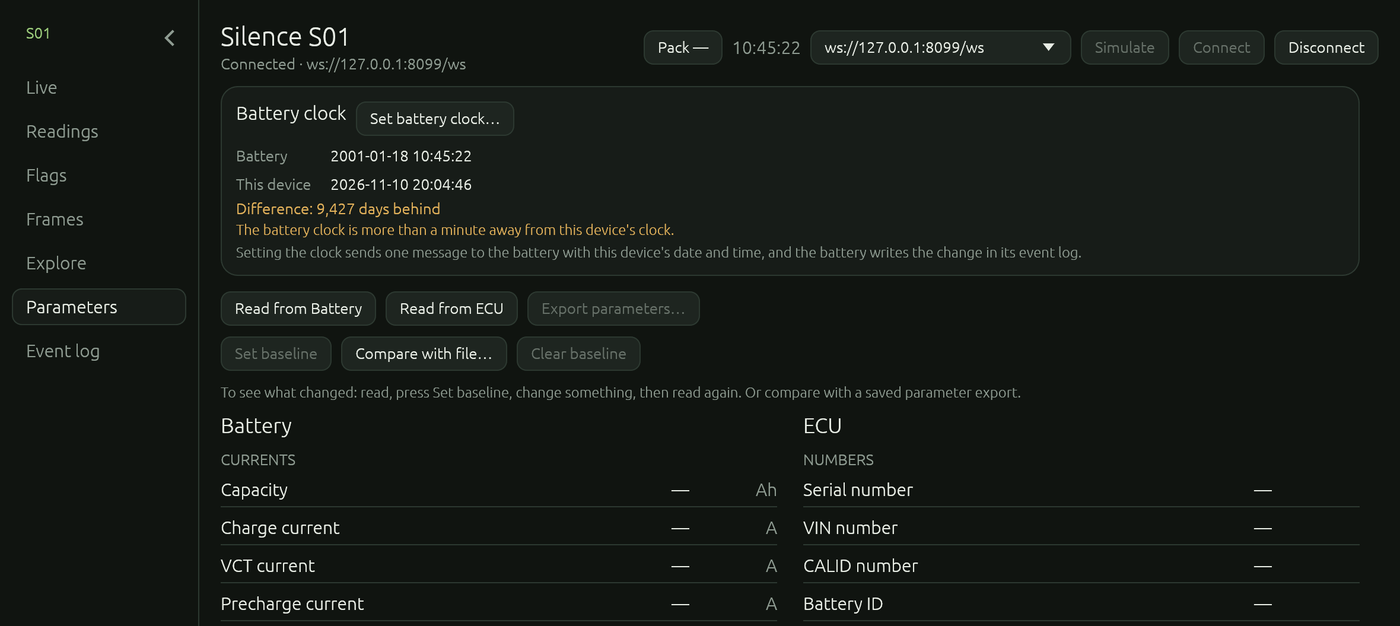 S01
Live
Readings
Flags
Frames
Explore
Parameters
Event log
Silence S01
Connected · ws://127.0.0.1:8099/ws
Pack — 10:45:22 ws://127.0.0.1:8099/ws Simulate Connect Disconnect
Battery clock Set battery clock...
Battery 2001-01-18 10:45:22
This device 2026-11-10 20:04:46
Difference: 9,427 days behind
The battery clock is more than a minute away from this device's clock.
Setting the clock sends one message to the battery with this device's date and time, and the battery writes the change in its event log.
Read from Battery Read from ECU Export parameters...
Set baseline Compare with file... Clear baseline
To see what changed: read, press Set baseline, change something, then read again. Or compare with a saved parameter export.
Battery
CURRENTS
Capacity — Ah
Charge current — A
VCT current — A
Precharge current — A
ECU
NUMBERS
Serial number —
VIN number —
CALID number —
Battery ID —